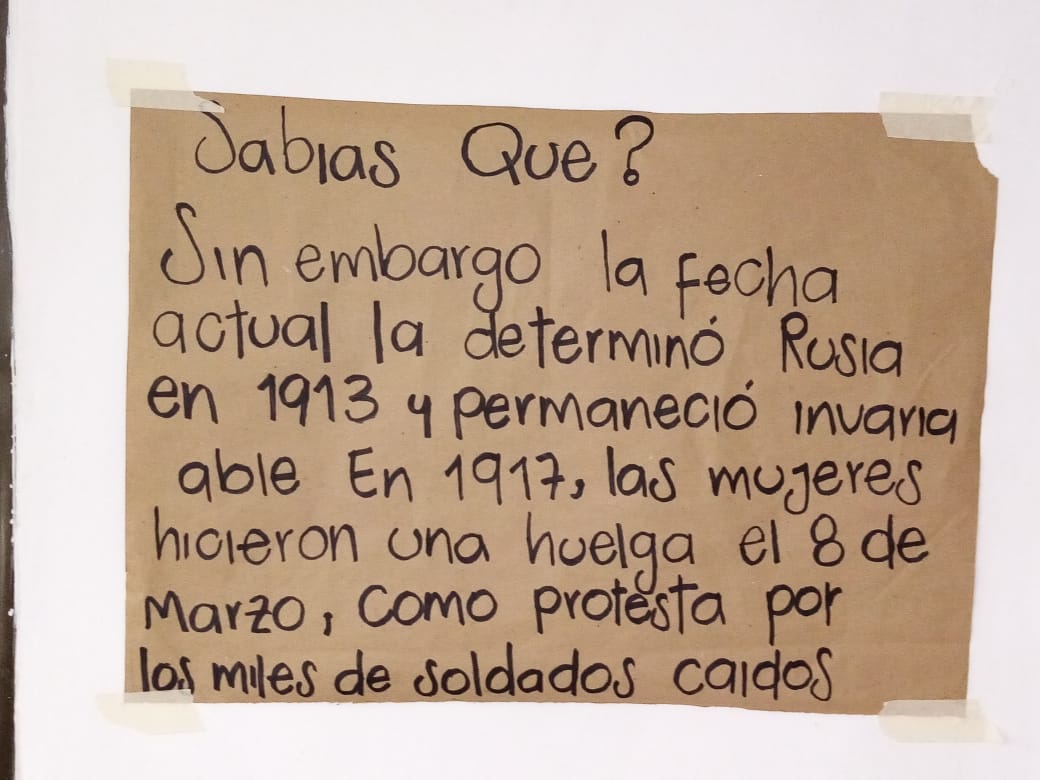 Sabias Que?
Sin embargo la fecha
actual la determinó Rusia
en 1913 y permaneció invaria
able En 1917, las mujeres
hicieron una huelga el 8 de
Marzo, como protesta por
los miles de soldados caidos